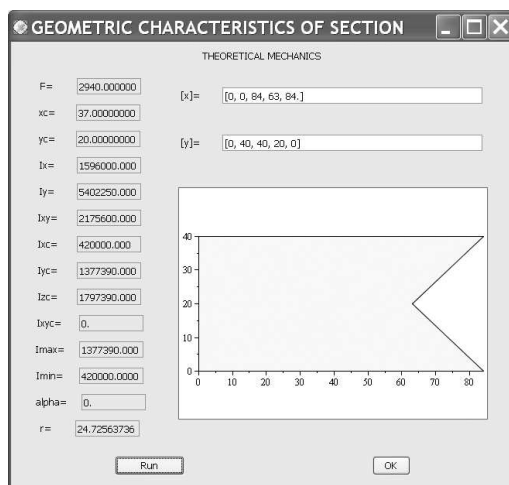 GEOMETRIC CHARACTERISTICS OF SECTION
THEORETICAL MECHANICS
F= 2940.000000
xc= 37.00000000
yc= 20.00000000
Ix= 1596000.000
Iy= 5402250.000
Ixy= 2175600.000
Ixc= 420000.000
Iyc= 1377390.000
Izc= 1797390.000
Ixyc= 0.
Imax= 1377390.000
Imin= 420000.0000
alpha= 0.
r= 24.72563736
[x]= [0, 0, 84, 63, 84.]
[y]= [0, 40, 40, 20, 0]
40
30
20
10
0
0 10 20 30 40 50 60 70 80
Run
OK